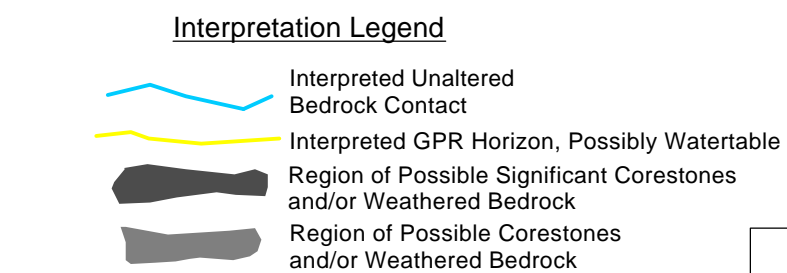 Interpretation Legend
Interpreted Unaltered
Bedrock Contact
Interpreted GPR Horizon, Possibly Watertable
Region of Possible Significant Corestones
and/or Weathered Bedrock
Region of Possible Corestones
and/or Weathered Bedrock